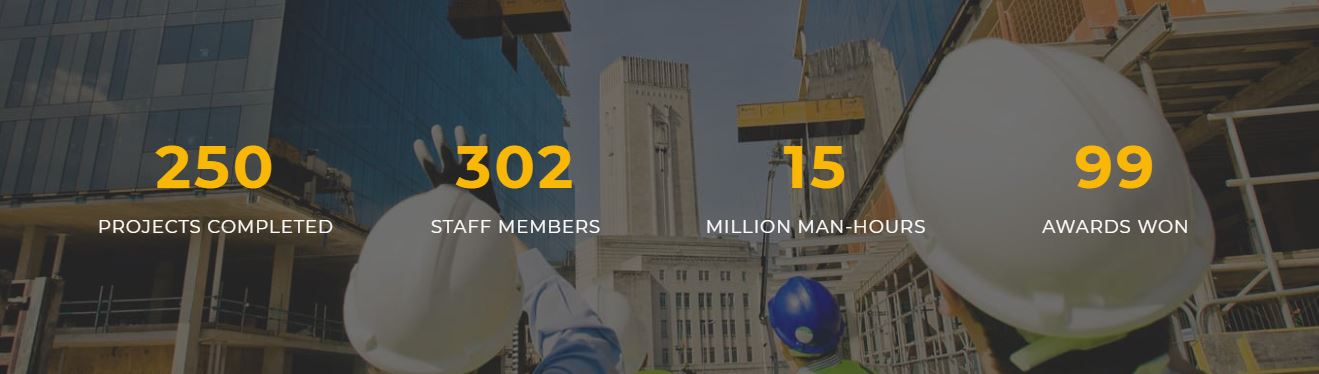 250
PROJECTS COMPLETED
302
STAFF MEMBERS
15
MILLION MAN-HOURS
99
AWARDS WON